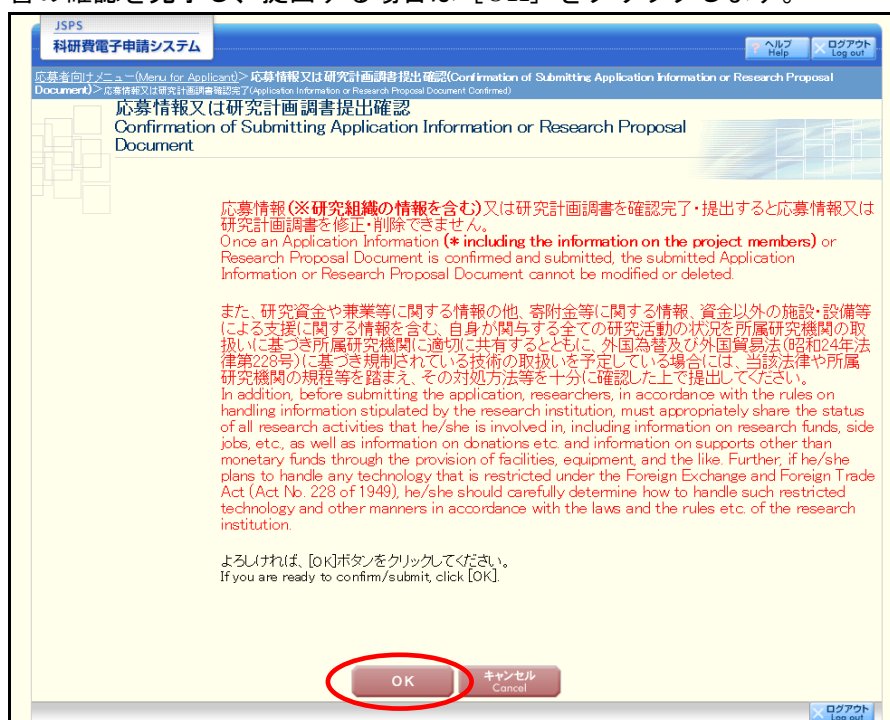 書の確認を完了し、提出する場合は［OK］をクリックします。
JSPS
科研費電子申請システム
? ヘルプ
Help
× ログアウト
Log out
応募者向けメニュー(Menu for Applicant)> 応募情報又は研究計画調書提出確認(Confirmation of Submitting Application Information or Research Proposal
Document)> 応募情報又は研究計画調書確認完了(Application Information or Research Proposal Document Confirmed)
応募情報又は研究計画調書提出確認
Confirmation of Submitting Application Information or Research Proposal
Document
応募情報(※研究組織の情報を含む)又は研究計画調書を確認完了・提出すると応募情報又は
研究計画調書を修正・削除できません。
Once an Application Information (* including the information on the project members) or
Research Proposal Document is confirmed and submitted, the submitted Application
Information or Research Proposal Document cannot be modified or deleted.
また、研究資金や兼業等に関する情報の他、寄附金等に関する情報、資金以外の施設・設備等
による支援に関する情報を含む、自身が関与する全ての研究活動の状況を所属研究機関の取
扱いに基づき所属研究機関に適切に共有するとともに、外国為替及び外国貿易法(昭和24年法
律第228号)に基づき規制されている技術の取扱いを予定している場合には、当該法律や所属
研究機関の規程等を踏まえ、その対処方法等を十分に確認した上で提出してください。
In addition, before submitting the application, researchers, in accordance with the rules on
handling information stipulated by the research institution, must appropriately share the status
of all research activities that he/she is involved in, including information on research funds, side
jobs, etc., as well as information on donations etc. and information on supports other than
monetary funds through the provision of facilities, equipment, and the like. Further, if he/she
plans to handle any technology that is restricted under the Foreign Exchange and Foreign Trade
Act (Act No. 228 of 1949), he/she should carefully determine how to handle such restricted
technology and other manners in accordance with the laws and the rules etc. of the research
institution.
よろしければ、[OK]ボタンをクリックしてください。
If you are ready to confirm/submit, click [OK].
OK
キャンセル
Cancel
× ログアウト
Log out